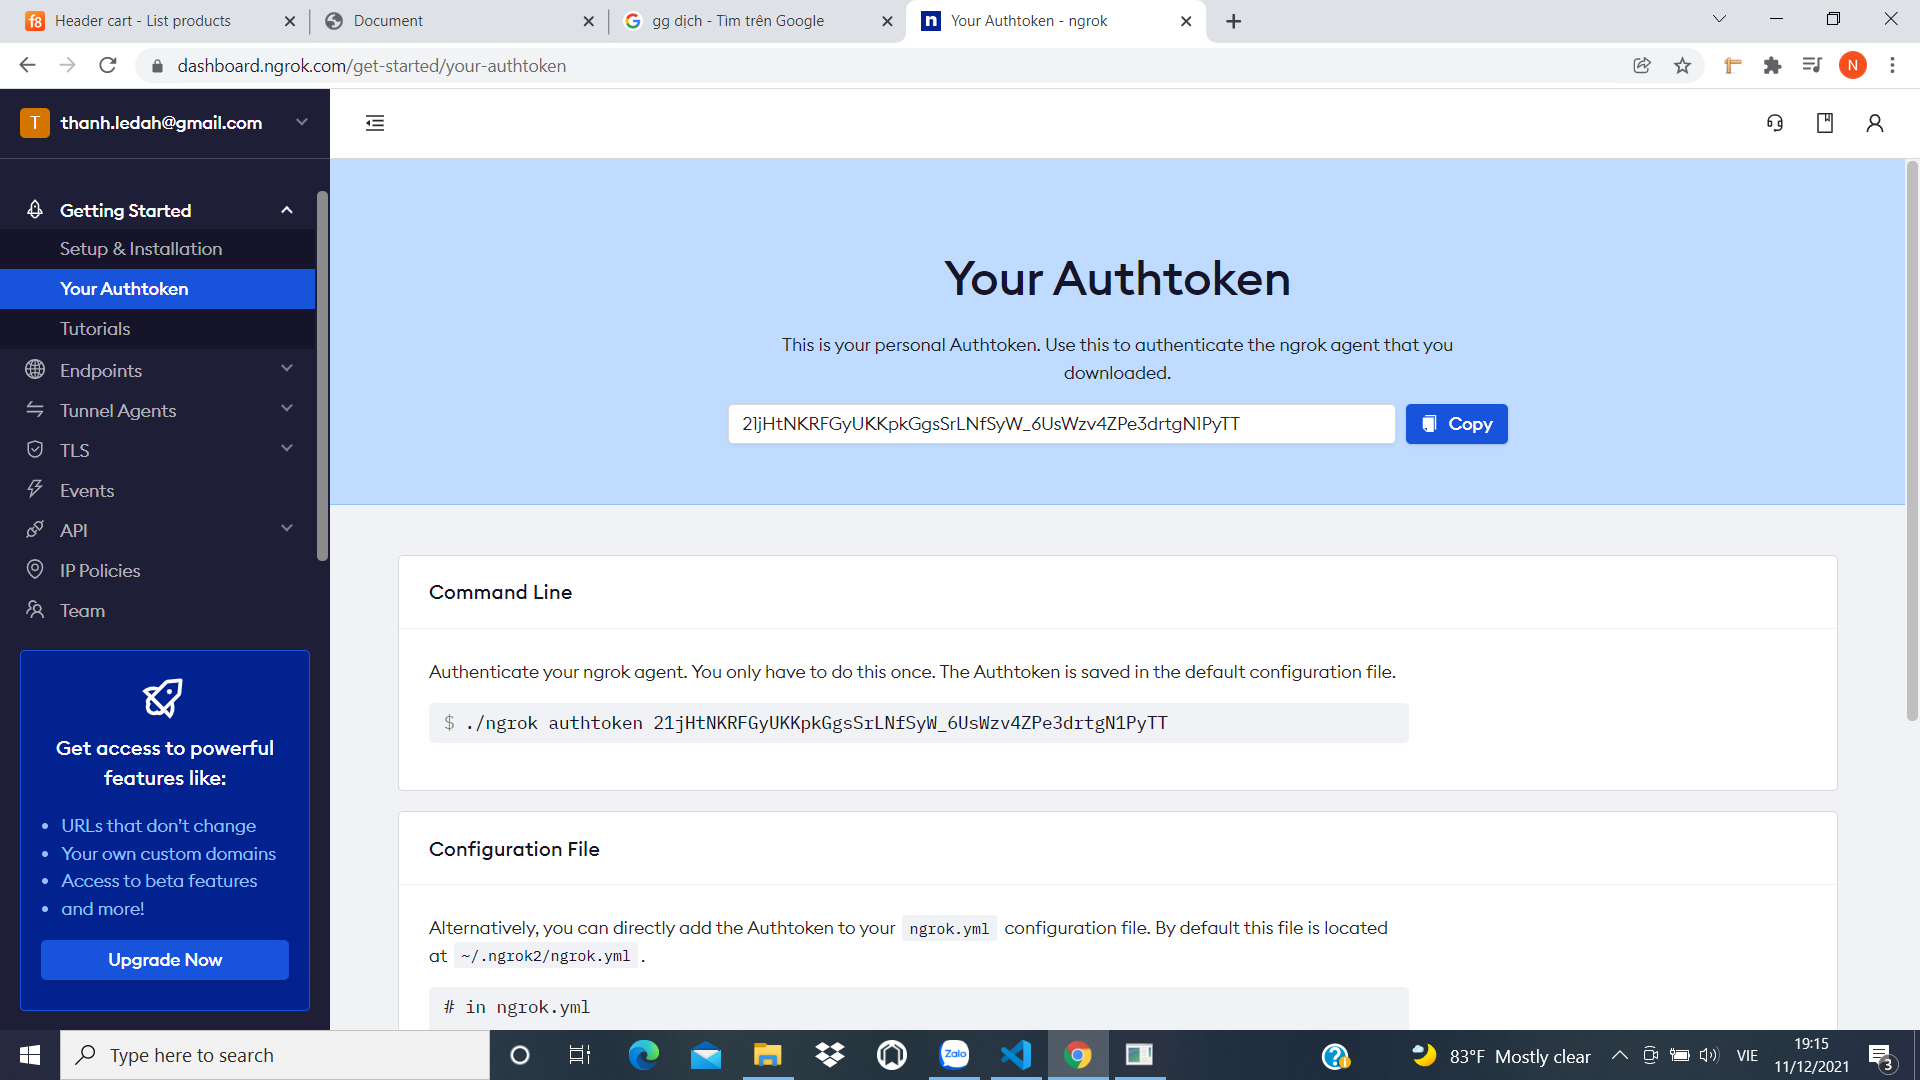 Header cart - List products
Document
gg dịch - Tìm trên Google
Your Authtoken - ngrok
dashboard.ngrok.com/get-started/your-authtoken
N
T
thanh.ledah@gmail.com
Getting Started
Setup & Installation
Your Authtoken
Tutorials
Endpoints
Tunnel Agents
TLS
Events
API
IP Policies
Team
Get access to powerful
features like:
• URLs that don't change
• Your own custom domains
• Access to beta features
• and more!
Upgrade Now
Your Authtoken
This is your personal Authtoken. Use this to authenticate the ngrok agent that you
downloaded.
21jHtNKRFGyUKKpkGgsSrLNfSyW_6UsWzv4ZPe3drtgN1PyTT
Copy
Command Line
Authenticate your ngrok agent. You only have to do this once. The Authtoken is saved in the default configuration file.
$ ./ngrok authtoken 21jHtNKRFGyUKKpkGgsSrLNfSyW_6UsWzv4ZPe3drtgN1PyTT
Configuration File
Alternatively, you can directly add the Authtoken to your ngrok.yml configuration file. By default this file is located
at ~/.ngrok2/ngrok.yml .
# in ngrok.yml
Type here to search
Zalo
83°F Mostly clear
VIE
19:15
11/12/2021
3